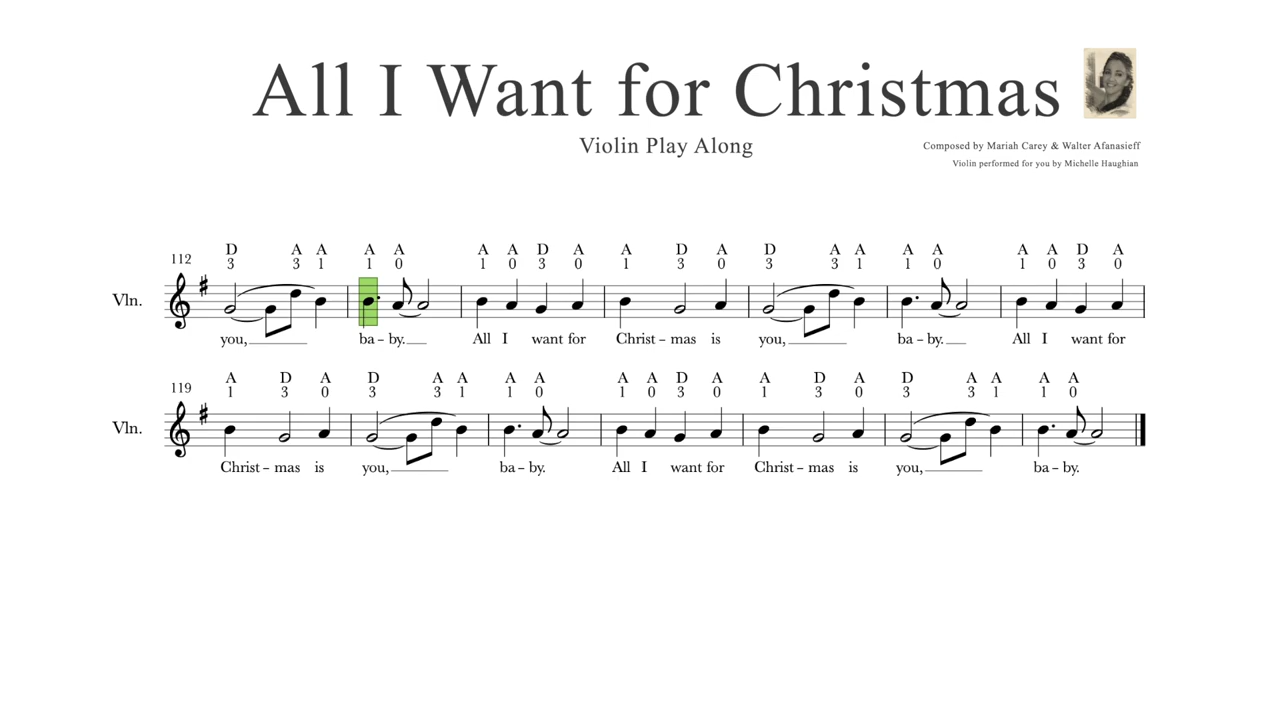 All I Want for Christmas
Violin Play Along
Composed by Mariah Carey & Walter Afanasieff
Violin performed for you by Michelle Haughian
D A A A A A A D A A D A D A A A A A A D A
112 3 3 1 1 0 1 0 3 0 1 3 0 3 3 1 1 0 1 0 3 0
Vln.
you, ba – by. All I want for Christ – mas is you, ba – by. All I want for
A D A D A A A A A A D A A D A D A A A A
119 1 3 0 3 3 1 1 0 1 0 3 0 1 3 0 3 3 1 1 0
Vln.
Christ – mas is you, ba – by. All I want for Christ – mas is you, ba – by.